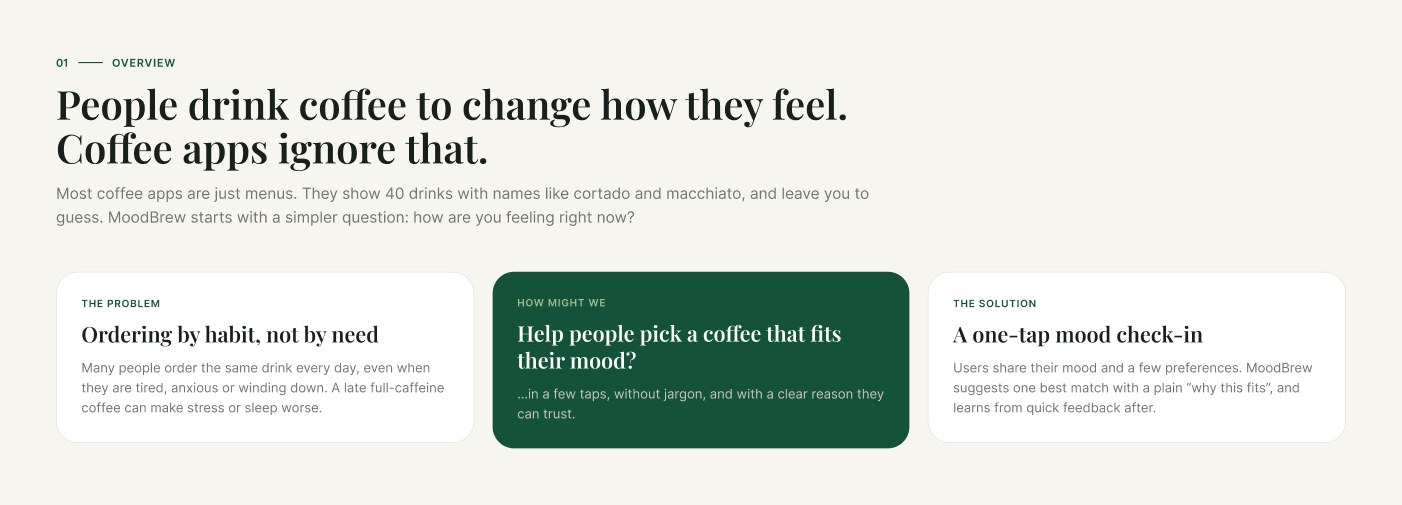 01 — OVERVIEW
People drink coffee to change how they feel.
Coffee apps ignore that.
Most coffee apps are just menus. They show 40 drinks with names like cortado and macchiato, and leave you to
guess. MoodBrew starts with a simpler question: how are you feeling right now?
THE PROBLEM
Ordering by habit, not by need
Many people order the same drink every day, even when
they are tired, anxious or winding down. A late full-caffeine
coffee can make stress or sleep worse.
HOW MIGHT WE
Help people pick a coffee that fits
their mood?
...in a few taps, without jargon, and with a clear reason they
can trust.
THE SOLUTION
A one-tap mood check-in
Users share their mood and a few preferences. MoodBrew
suggests one best match with a plain “why this fits”, and
learns from quick feedback after.